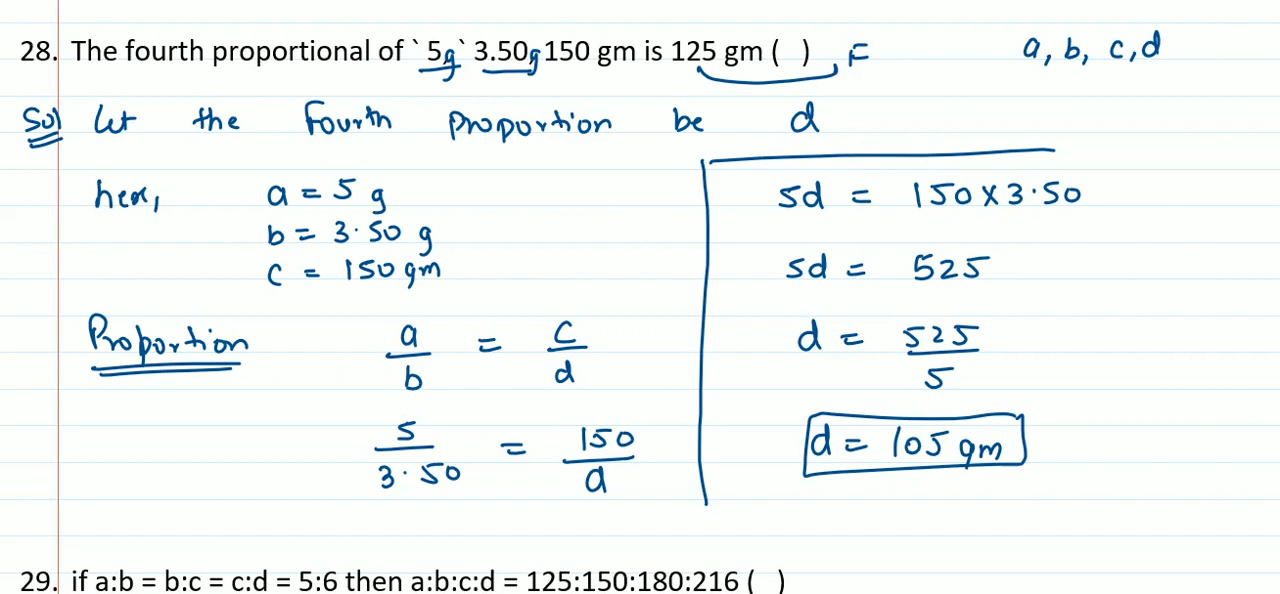 28. The fourth proportional of `5g` 3.50g 150 gm is 125 gm ( ) F
a, b, c, d
Sol Let the Fourth Proportion be d
here, a = 5 g
b = 3.50 g
c = 150 gm
Proportion a/b = c/d
5/3.50 = 150/d
5d = 150 x 3.50
5d = 525
d = 525/5
d = 105 gm
29. if a:b = b:c = c:d = 5:6 then a:b:c:d = 125:150:180:216 ( )